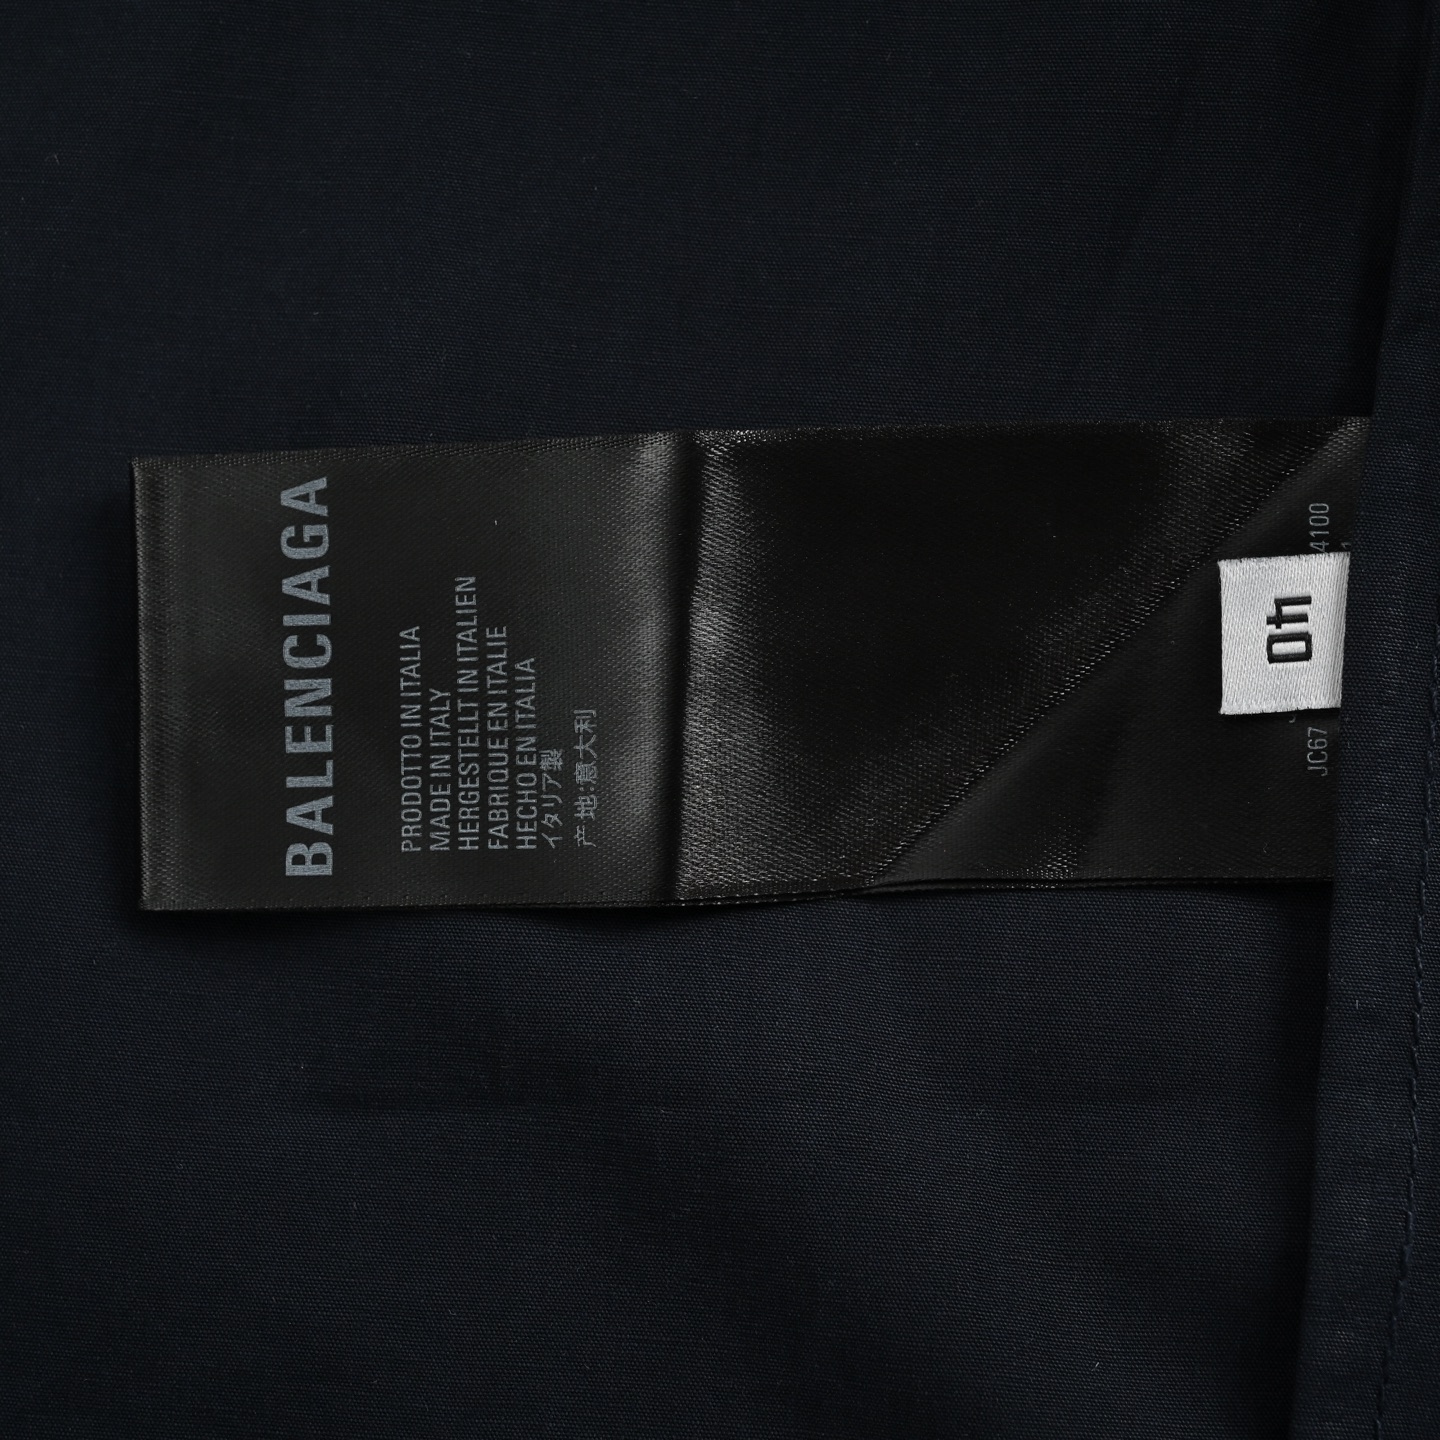 BALENCIAGA
PRODOTTO IN ITALIA
MADE IN ITALY
HERGESTELLT IN ITALIEN
FABRIQUE EN ITALIE
HECHO EN ITALIA
イタリア製
产地:意大利
40
JC67
4100